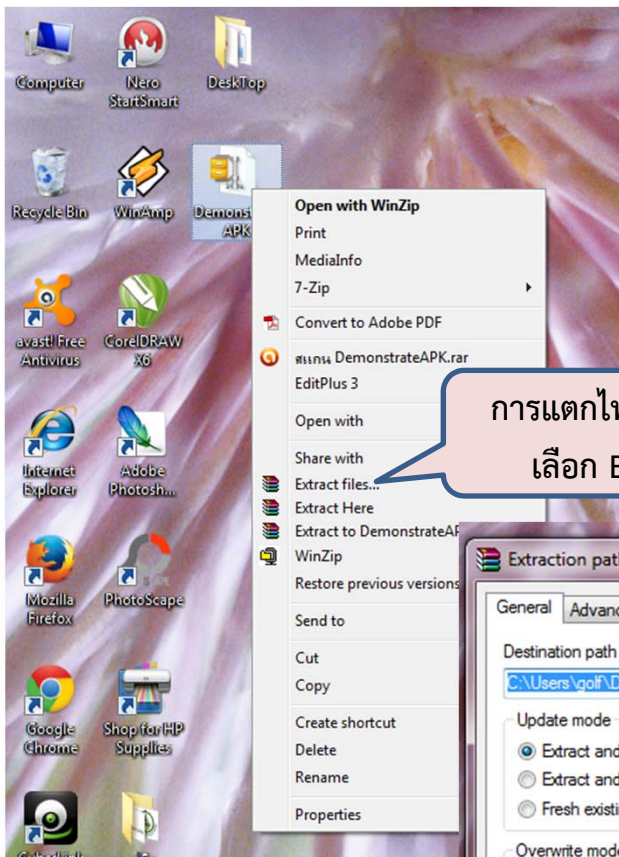 Computer
Nero
StartSmart
DeskTop
Recycle Bin
WinAmp
Demonst
APK
avast! Free
Antivirus
CorelDRAW
X6
Internet
Explorer
Adobe
Photosh...
Mozilla
Firefox
PhotoScape
Google
Chrome
Shop for HP
Supplies
Open with WinZip
Print
MediaInfo
7-Zip
Convert to Adobe PDF
สแกน DemonstrateAPK.rar
EditPlus 3
Open with
Share with
Extract files...
Extract Here
Extract to DemonstrateAP
WinZip
Restore previous versions
Send to
Cut
Copy
Create shortcut
Delete
Rename
Properties
การแตกไฟ
เลือก E
Extraction path
General
Advanc
Destination path
C:\Users\golf\D
Update mode
Extract and
Extract and
Fresh existi
Overwrite mode